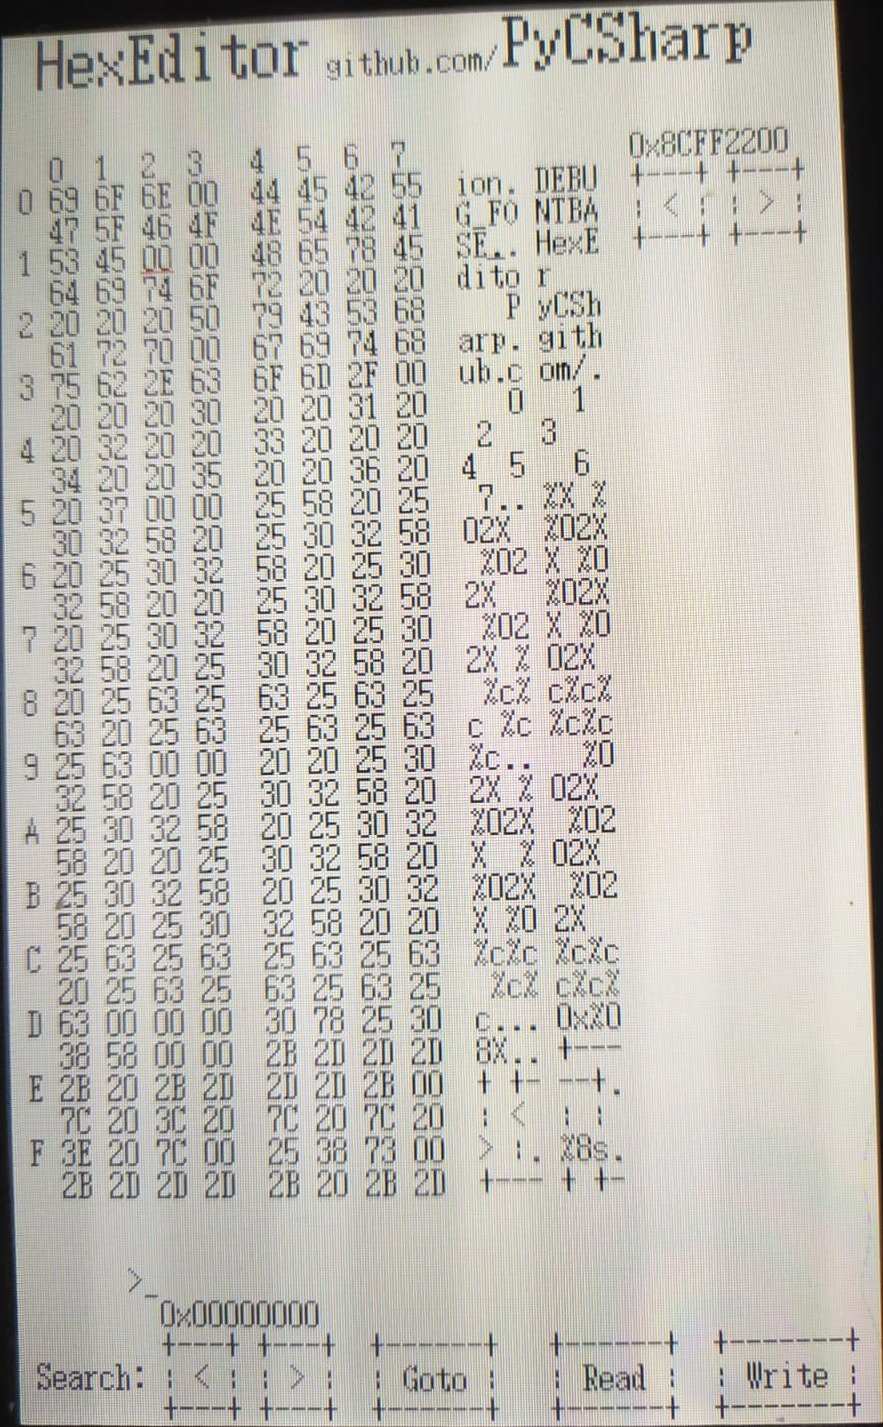 HexEditor github.com/PyCSharp
0x8CFF2200
0 1 2 3 4 5 6 7
+---+ +---+
0 69 6F 6E 00 44 45 42 55 ion. DEBU
¦ < ¦ ¦ > ¦
47 5F 46 4F 4E 54 42 41 G_FO NTBA
+---+ +---+
1 53 45 00 00 48 65 78 45 SE.. HexE
64 69 74 6F 72 20 20 20 dito r
2 20 20 20 50 79 43 53 68 P yCSh
61 72 70 00 67 69 74 68 arp. gith
3 75 62 2E 63 6F 6D 2F 00 ub.c om/.
20 20 20 30 20 20 31 20 0 1
4 20 32 20 20 33 20 20 20 2 3
34 20 20 35 20 20 36 20 4 5 6
5 20 37 00 00 25 58 20 25 7.. %X %
30 32 58 20 25 30 32 58 02X %02X
6 20 25 30 32 58 20 25 30 %02 X %0
32 58 20 20 25 30 32 58 2X %02X
7 20 25 30 32 58 20 25 30 %02 X %0
32 58 20 25 30 32 58 20 2X % 02X
8 20 25 63 25 63 25 63 25 %c% c%c%
63 20 25 63 25 63 25 63 c %c %c%c
9 25 63 00 00 20 20 25 30 %c.. %0
32 58 20 25 30 32 58 20 2X % 02X
A 25 30 32 58 20 25 30 32 %02X %02
58 20 20 25 30 32 58 20 X % 02X
B 25 30 32 58 20 25 30 32 %02X %02
58 20 25 30 32 58 20 20 X %0 2X
C 25 63 25 63 25 63 25 63 %c%c %c%c
20 25 63 25 63 25 63 25 %c% c%c%
D 63 00 00 00 30 78 25 30 c... 0x%0
38 58 00 00 2B 2D 2D 2D 8X.. +---
E 2B 20 2B 2D 2D 2D 2B 00 + +- --+.
7C 20 3C 20 7C 20 7C 20 ¦ < ¦ ¦
F 3E 20 7C 00 25 38 73 00 > ¦. %8s.
2B 2D 2D 2D 2B 20 2B 2D +--- + +-
>_
0x00000000
+---+ +---+ +------+ +------+ +-------+
Search: ¦ < ¦ ¦ > ¦ ¦ Goto ¦ ¦ Read ¦ ¦ Write ¦
+---+ +---+ +------+ +------+ +-------+